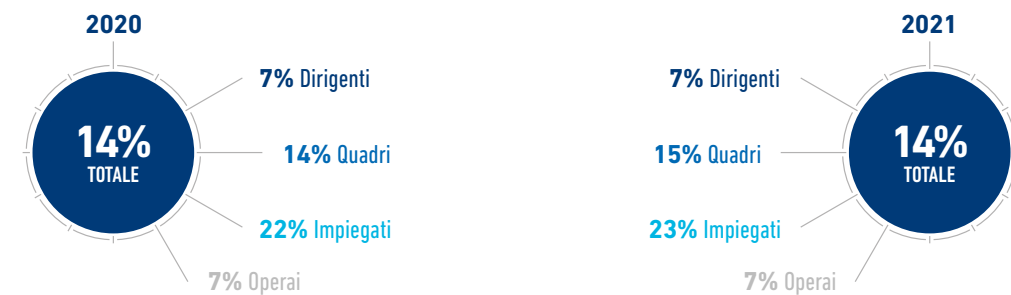 2020
14%
TOTALE
7% Dirigenti
14% Quadri
22% Impiegati
7% Operai
2021
7% Dirigenti
15% Quadri
23% Impiegati
7% Operai
14%
TOTALE